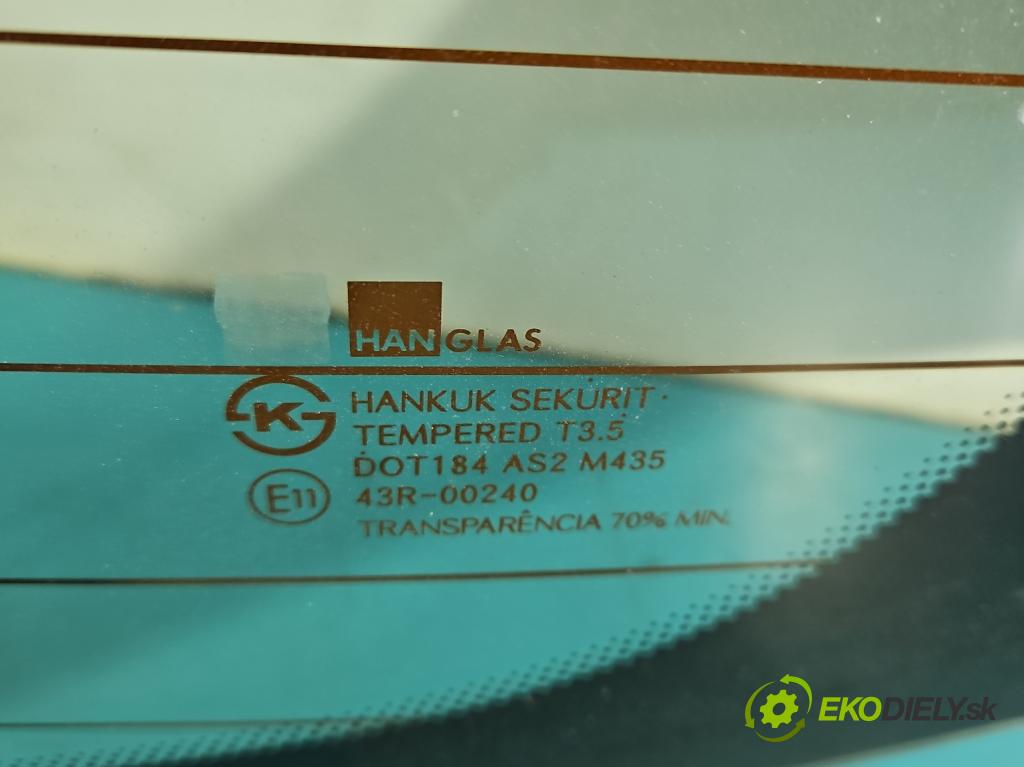 HANGLAS
K
HANKUK SEKURIT
TEMPERED T3.5
DOT184 AS2 M435
E11
43R-00240
TRANSPARÊNCIA 70% MIN.
EKODIELY.sk